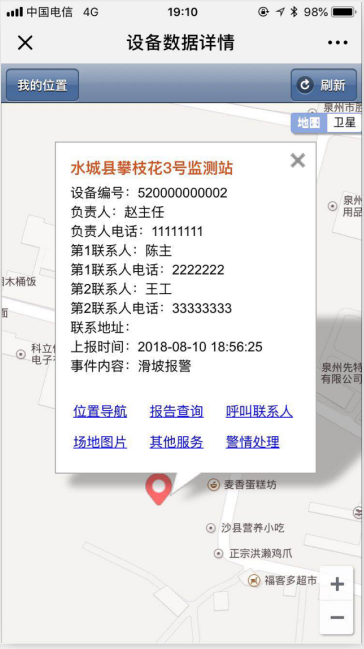 中国电信 4G 19:10 98%
设备数据详情
我的位置 刷新
泉州市
地图 卫星
水城县攀枝花3号监测站
设备编号：520000000002
负责人：赵主任
负责人电话：11111111
第1联系人：陈主
第1联系人电话：2222222
第2联系人：王工
第2联系人电话：33333333
联系地址：
上报时间：2018-08-10 18:56:25
事件内容：滑坡报警
位置导航 报告查询 呼叫联系人
场地图片 其他服务 警情处理
泉州
用品
木桶饭
面
科立
电子
泉州先特
有限公司
麦香蛋糕坊
沙县营养小吃
正宗洪濑鸡爪
福客多超市
+
−